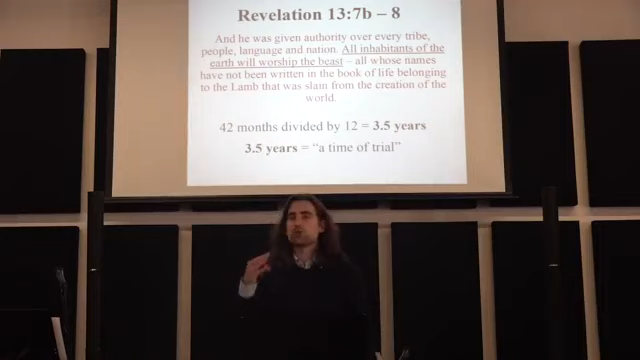 Revelation 13:7b – 8
And he was given authority over every tribe,
people, language and nation. All inhabitants of the
earth will worship the beast – all whose names
have not been written in the book of life belonging
to the Lamb that was slain from the creation of the
world.
42 months divided by 12 = 3.5 years
3.5 years = “a time of trial”